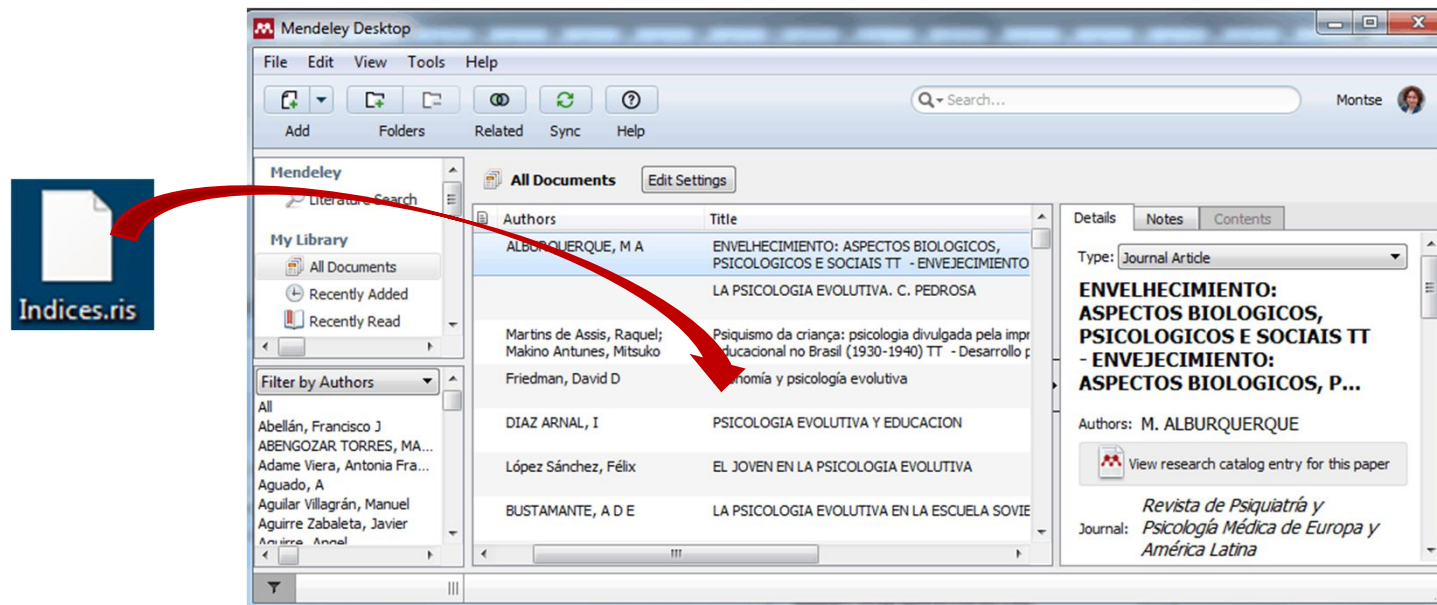 Indices.ris
Mendeley Desktop
File Edit View Tools Help
Search...
Montse
Add Folders Related Sync Help
Mendeley
Literature Search
My Library
All Documents
Recently Added
Recently Read
Filter by Authors
All
Abellán, Francisco J
ABENGOZAR TORRES, MA...
Adame Viera, Antonia Fra...
Aguado, A
Aguilar Villagrán, Manuel
Aguirre Zabaleta, Javier
Aguirre, Angel
All Documents Edit Settings
Authors Title
ALBURQUERQUE, M A ENVELHECIMIENTO: ASPECTOS BIOLOGICOS,
PSICOLOGICOS E SOCIAIS TT - ENVEJECIMIENTO
LA PSICOLOGIA EVOLUTIVA. C. PEDROSA
Martins de Assis, Raquel; Psiquismo da criança: psicologia divulgada pela impr
Makino Antunes, Mitsuko educacional no Brasil (1930-1940) TT - Desarrollo p
Friedman, David D y psicología evolutiva
DIAZ ARNAL, I PSICOLOGIA EVOLUTIVA Y EDUCACION
López Sánchez, Félix EL JOVEN EN LA PSICOLOGIA EVOLUTIVA
BUSTAMANTE, A D E LA PSICOLOGIA EVOLUTIVA EN LA ESCUELA SOVIE
Details Notes Contents
Type: Journal Article
ENVELHECIMIENTO:
ASPECTOS BIOLOGICOS,
PSICOLOGICOS E SOCIAIS TT
- ENVEJECIMIENTO:
ASPECTOS BIOLOGICOS, P...
Authors: M. ALBURQUERQUE
View research catalog entry for this paper
Revista de Psiquiatría y
Journal: Psicología Médica de Europa y
América Latina